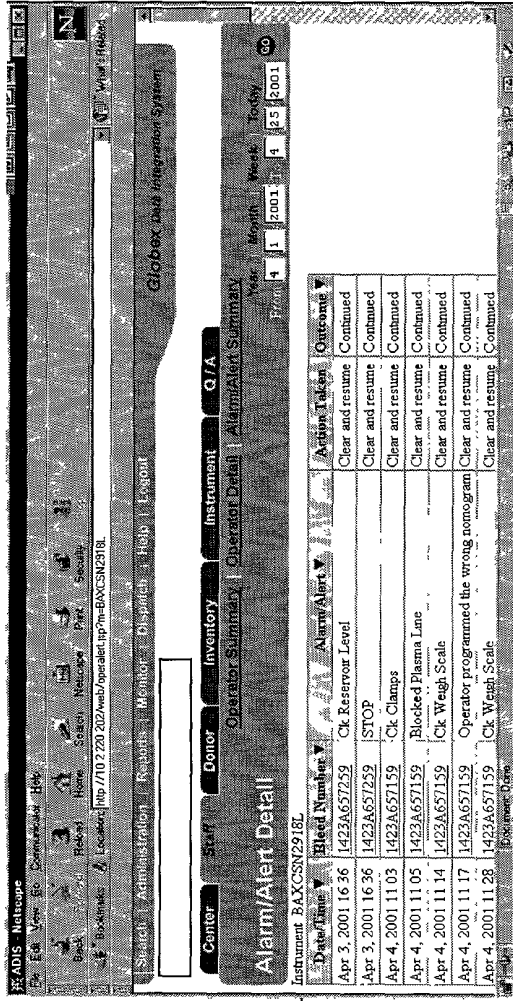 ADIS - Netscape
File Edit View Go Communicator Help
Back Reload Home Search Netscape Print Security
Bookmarks Location: http://10.2.220.202/web/operalert.jsp?m=BAXCSN2918L What's Related
Search | Administration | Reports | Monitor | Dispatch | Help | Logout
Globex Data Integration System
Center Staff Donor Inventory Instrument Q / A
Operator Summary | Operator Detail | Alarm/Alert Summary
Alarm/Alert Detail
Year Month Week Today
From 4 1 2001 4 25 2001 GO
Instrument BAXCSN2918L
Date/Time Bleed Number Alarm/Alert Action Taken Outcome
Apr 3, 2001 16 36 1423A657259 Ck Reservoir Level Clear and resume Continued
Apr 3, 2001 16 36 1423A657259 STOP Clear and resume Continued
Apr 4, 2001 11 03 1423A657159 Ck Clamps Clear and resume Continued
Apr 4, 2001 11 05 1423A657159 Blocked Plasma Line Clear and resume Continued
Apr 4, 2001 11 14 1423A657159 Ck Weigh Scale Clear and resume Continued
Apr 4, 2001 11 17 1423A657159 Operator programmed the wrong nomogram Clear and resume Continued
Apr 4, 2001 11 28 1423A657159 Ck Weigh Scale Clear and resume Continued
Document Done